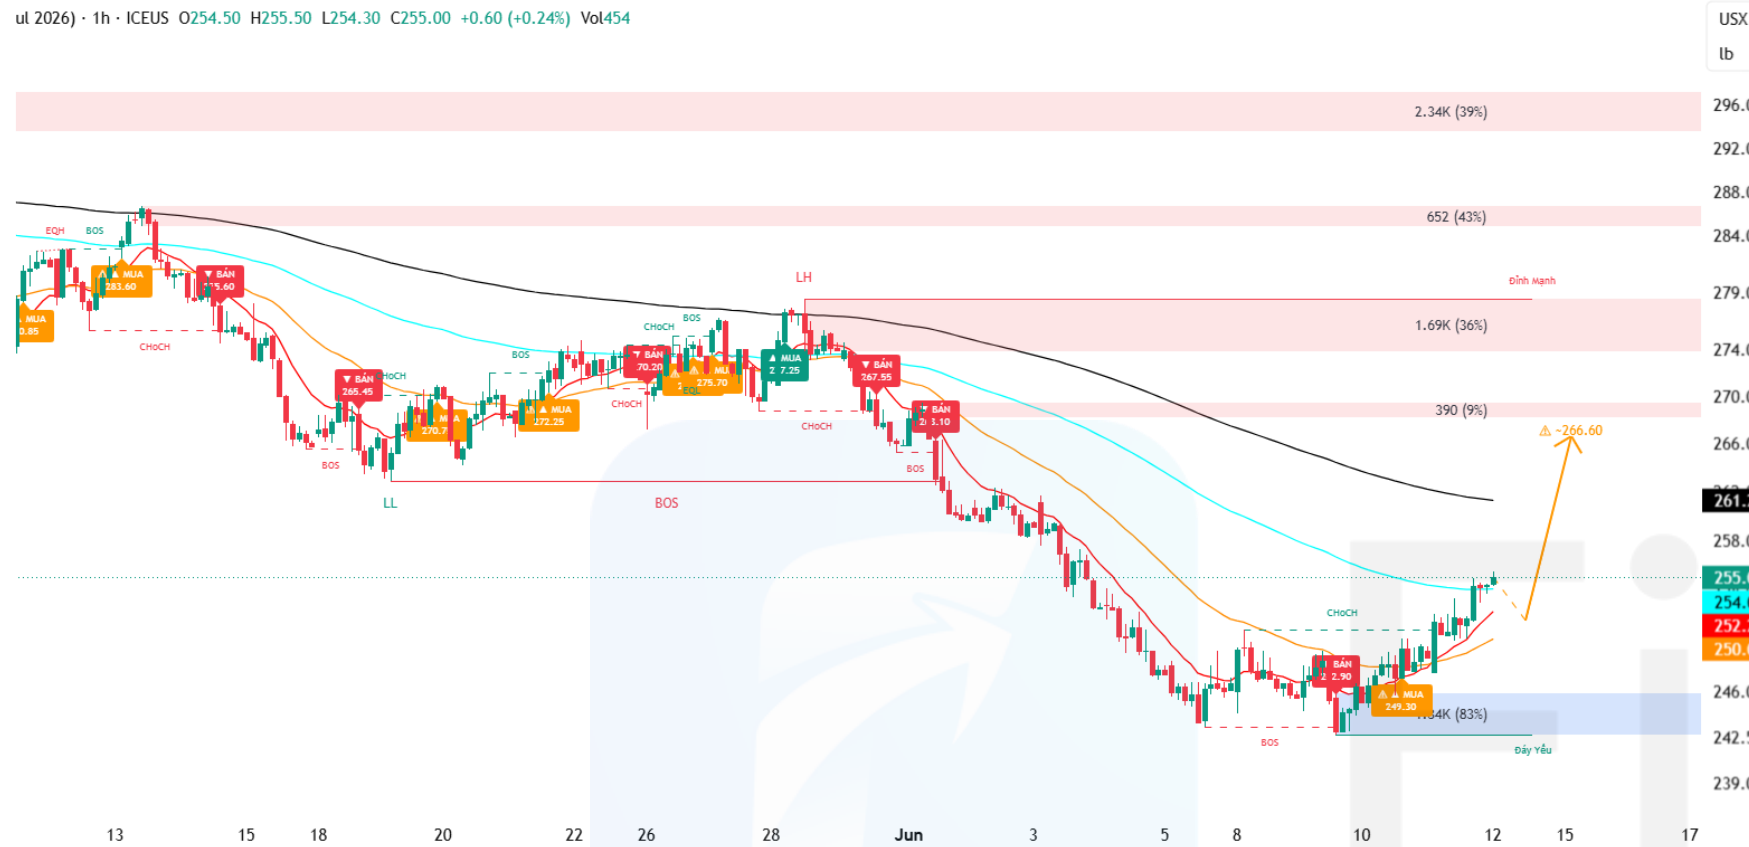 ul 2026) · 1h · ICEUS O254.50 H255.50 L254.30 C255.00 +0.60 (+0.24%) Vol454
USX
lb
296.0
2.34K (39%)
292.0
288.0
652 (43%)
284.0
EQH
BOS
▲ MUA
283.60
▼ BÁN
279.0
LH
Đỉnh Mạnh
MUA
0.85
CHoCH
BOS
CHoCH
BOS
1.69K (36%)
274.0
▼ BÁN
265.45
▼ BÁN
70.20
275.70
▲ MUA
▼ BÁN
267.55
270.0
CHoCH
EQL
▲ MUA
272.25
BÁN
390 (9%)
CHoCH
⚠ ~266.60
266.0
BOS
BOS
LL
BOS
261.
258.0
255.
254.
252.
250.
CHoCH
BÁN
246.0
⚠ ▲ MUA
249.30
(83%)
242.5
BOS
Đáy Yếu
239.0
13
15
18
20
22
26
28
Jun
3
5
8
10
12
15
17
Fi